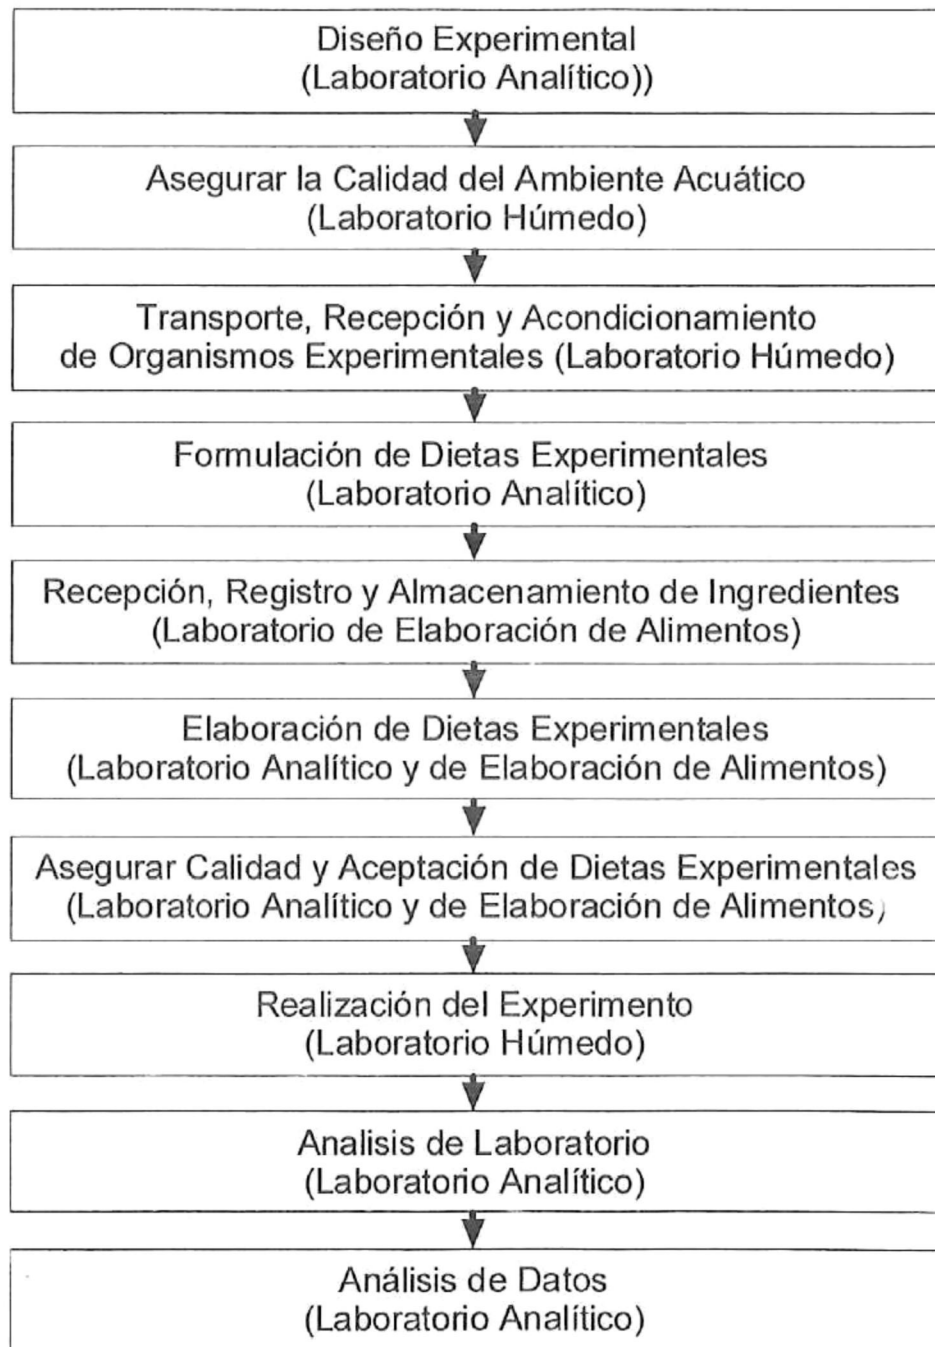 Diseño Experimental
(Laboratorio Analítico))
Asegurar la Calidad del Ambiente Acuático
(Laboratorio Húmedo)
Transporte, Recepción y Acondicionamiento
de Organismos Experimentales (Laboratorio Húmedo)
Formulación de Dietas Experimentales
(Laboratorio Analítico)
Recepción, Registro y Almacenamiento de Ingredientes
(Laboratorio de Elaboración de Alimentos)
Elaboración de Dietas Experimentales
(Laboratorio Analítico y de Elaboración de Alimentos)
Asegurar Calidad y Aceptación de Dietas Experimentales
(Laboratorio Analítico y de Elaboración de Alimentos)
Realización del Experimento
(Laboratorio Húmedo)
Analisis de Laboratorio
(Laboratorio Analítico)
Análisis de Datos
(Laboratorio Analítico)